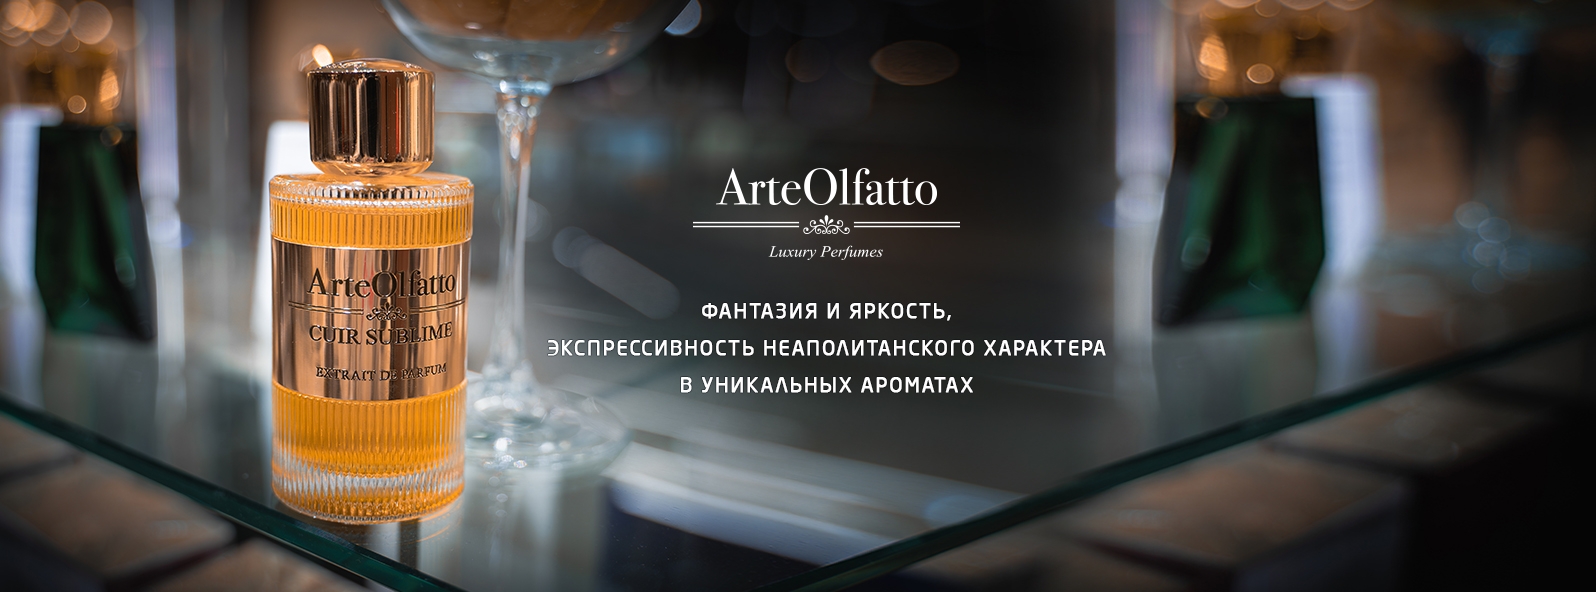 ArteOlfatto
CUIR SUBLIME
EXTRAIT DE PARFUM
ArteOlfatto
Luxury Perfumes
ФАНТАЗИЯ И ЯРКОСТЬ,
ЭКСПРЕССИВНОСТЬ НЕАПОЛИТАНСКОГО ХАРАКТЕРА
В УНИКАЛЬНЫХ АРОМАТАХ